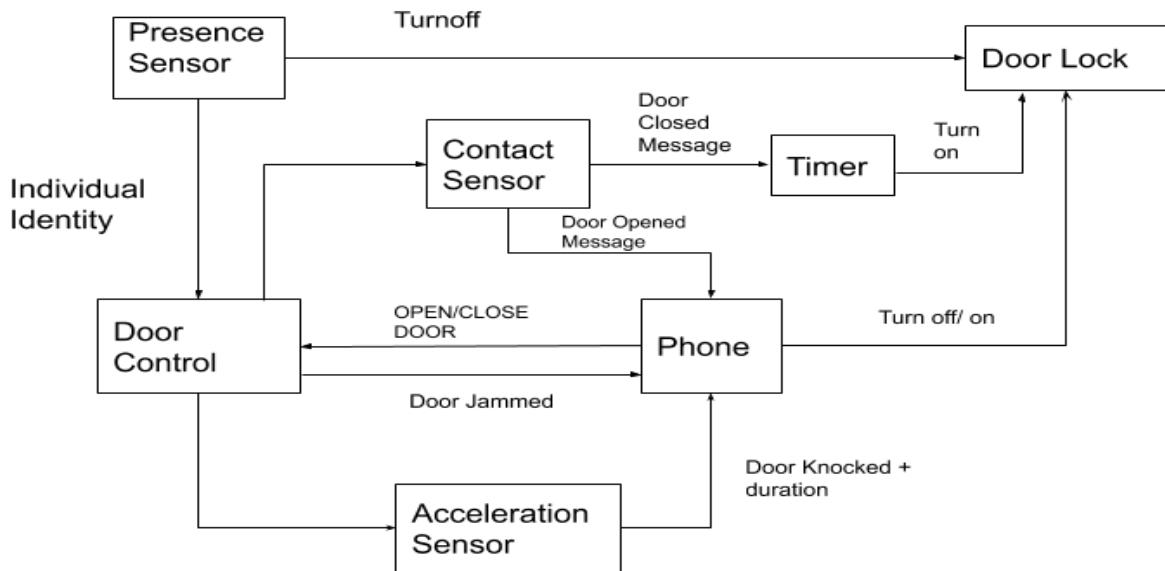 Turnoff
Presence
Sensor
Door Lock
Door
Closed
Message
Contact
Sensor
Timer
Turn
on
Individual
Identity
Door Opened
Message
OPEN/CLOSE
DOOR
Door
Control
Phone
Turn off/ on
Door Jammed
Door Knocked +
duration
Acceleration
Sensor